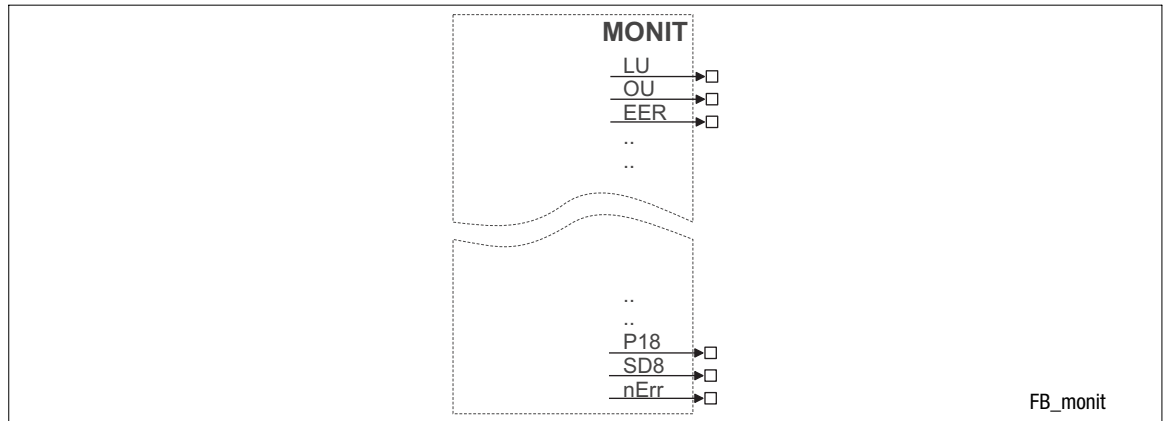 MONIT
LU
OU
EER
..
..
..
..
P18
SD8
nErr
FB_monit